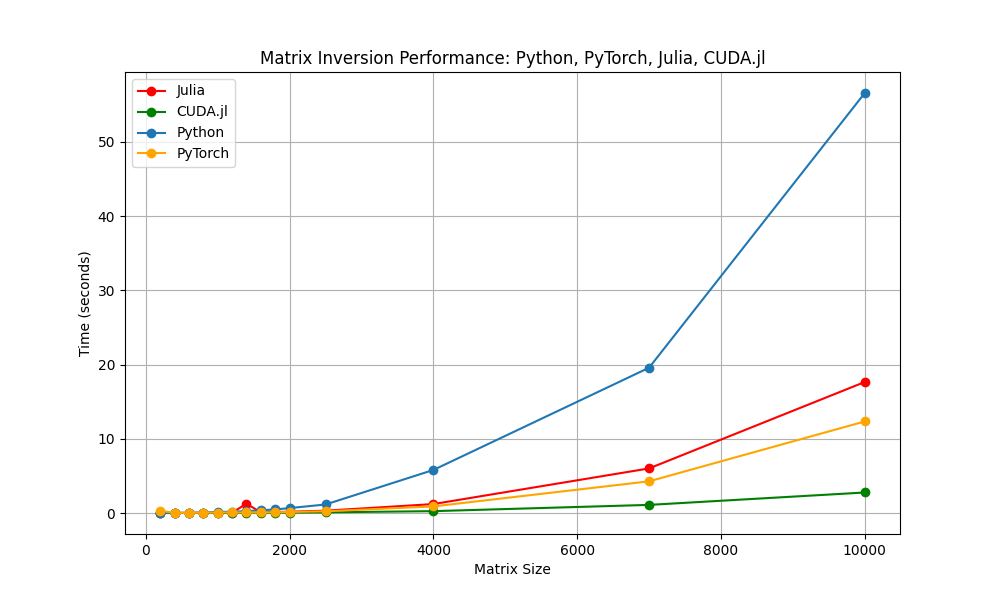 Matrix Inversion Performance: Python, PyTorch, Julia, CUDA.jl
Julia
CUDA.jl
Python
PyTorch
Time (seconds)
50
40
30
20
10
0
0 2000 4000 6000 8000 10000
Matrix Size